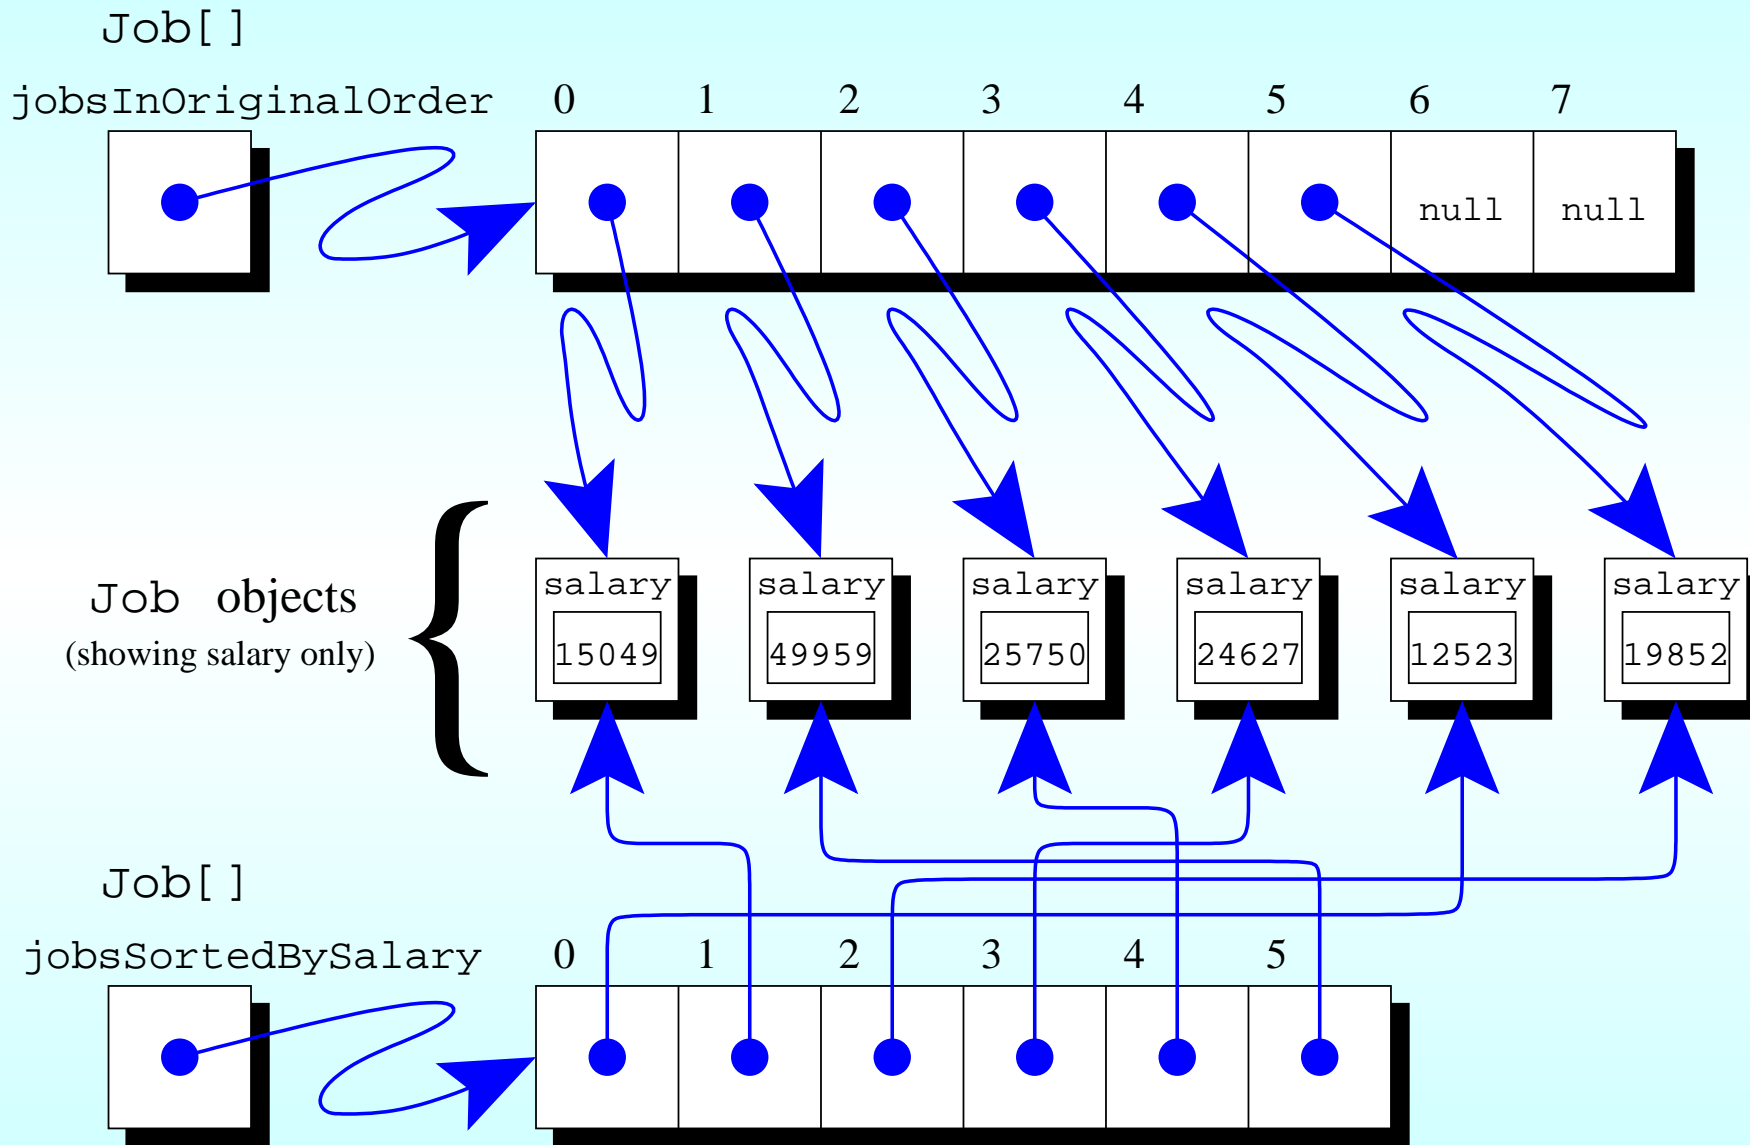 Job[]
jobsInOriginalOrder 0 1 2 3 4 5 6 7
null null
salary salary salary salary salary salary
Job objects
(showing salary only)
15049 49959 25750 24627 12523 19852
Job[]
jobsSortedBySalary 0 1 2 3 4 5